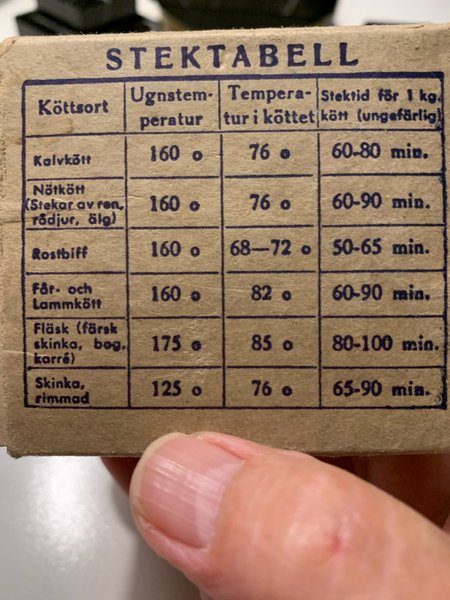 STEKTABELL
Köttsort Ugnstem-peratur Tempera-tur i köttet Stektid för 1 kg. kött (ungefärlig)
Kalvkött 160 o 76 o 60-80 min.
Nötkött (Stekar av ren, rådjur, älg) 160 o 76 o 60-90 min.
Rostbiff 160 o 68—72 o 50-65 min.
Får- och Lammkött 160 o 82 o 60-90 min.
Fläsk (färsk skinka, bog, karré) 175 o 85 o 80-100 min.
Skinka, rimmad 125 o 76 o 65-90 min.